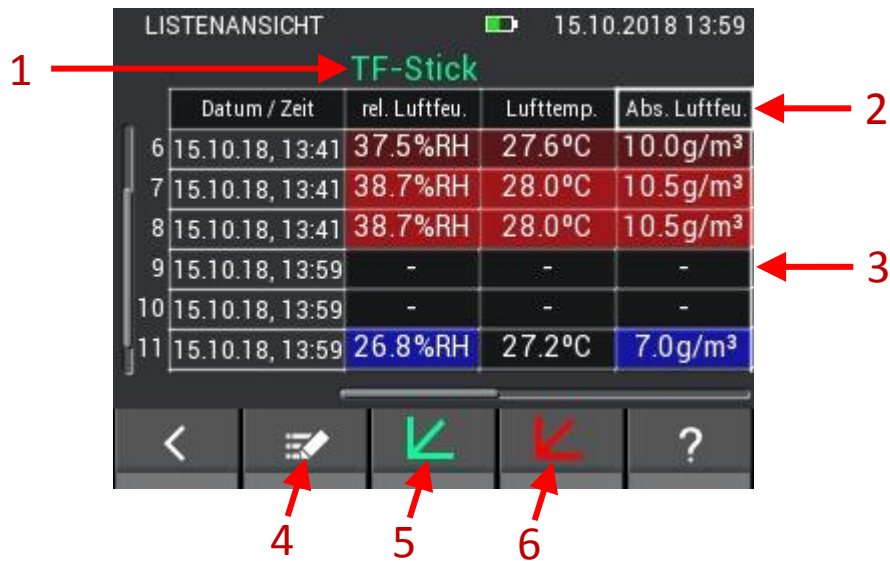 LISTENANSICHT 15.10.2018 13:59
1 TF-Stick
Datum / Zeit rel. Luftfeu. Lufttemp. Abs. Luftfeu. 2
6 15.10.18, 13:41 37.5%RH 27.6ºC 10.0g/m³
7 15.10.18, 13:41 38.7%RH 28.0ºC 10.5g/m³
8 15.10.18, 13:41 38.7%RH 28.0ºC 10.5g/m³
9 15.10.18, 13:59 - - - 3
10 15.10.18, 13:59 - - -
11 15.10.18, 13:59 26.8%RH 27.2ºC 7.0g/m³
?
4 5 6